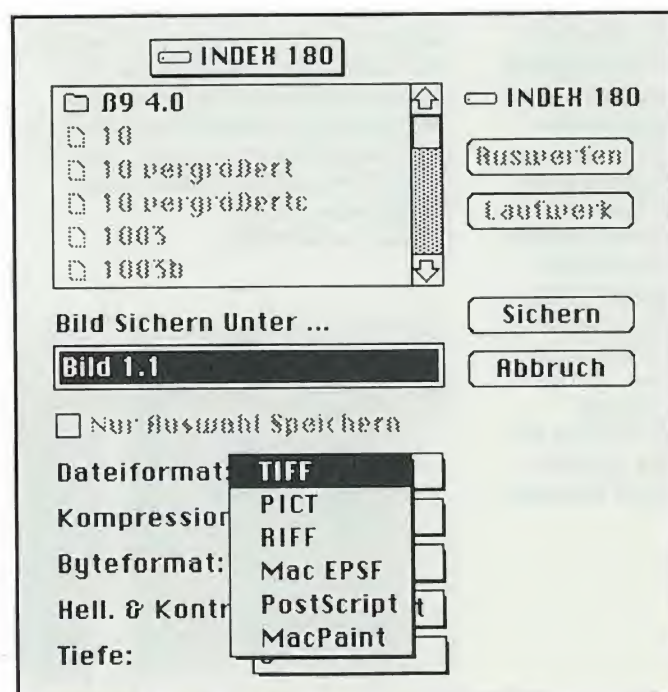 INDEX 180
ß9 4.0
INDEX 180
10
10 vergrößert
Auswerfen
10 vergrößertc
Laufwerk
1003
1003b
Bild Sichern Unter ...
Sichern
Bild 1.1
Abbruch
Nur Auswahl Speichern
Dateiformat: TIFF
PICT
Kompression
RIFF
Byteformat:
Mac EPSF
Hell. & Kontr
PostScript
t
MacPaint
Tiefe: